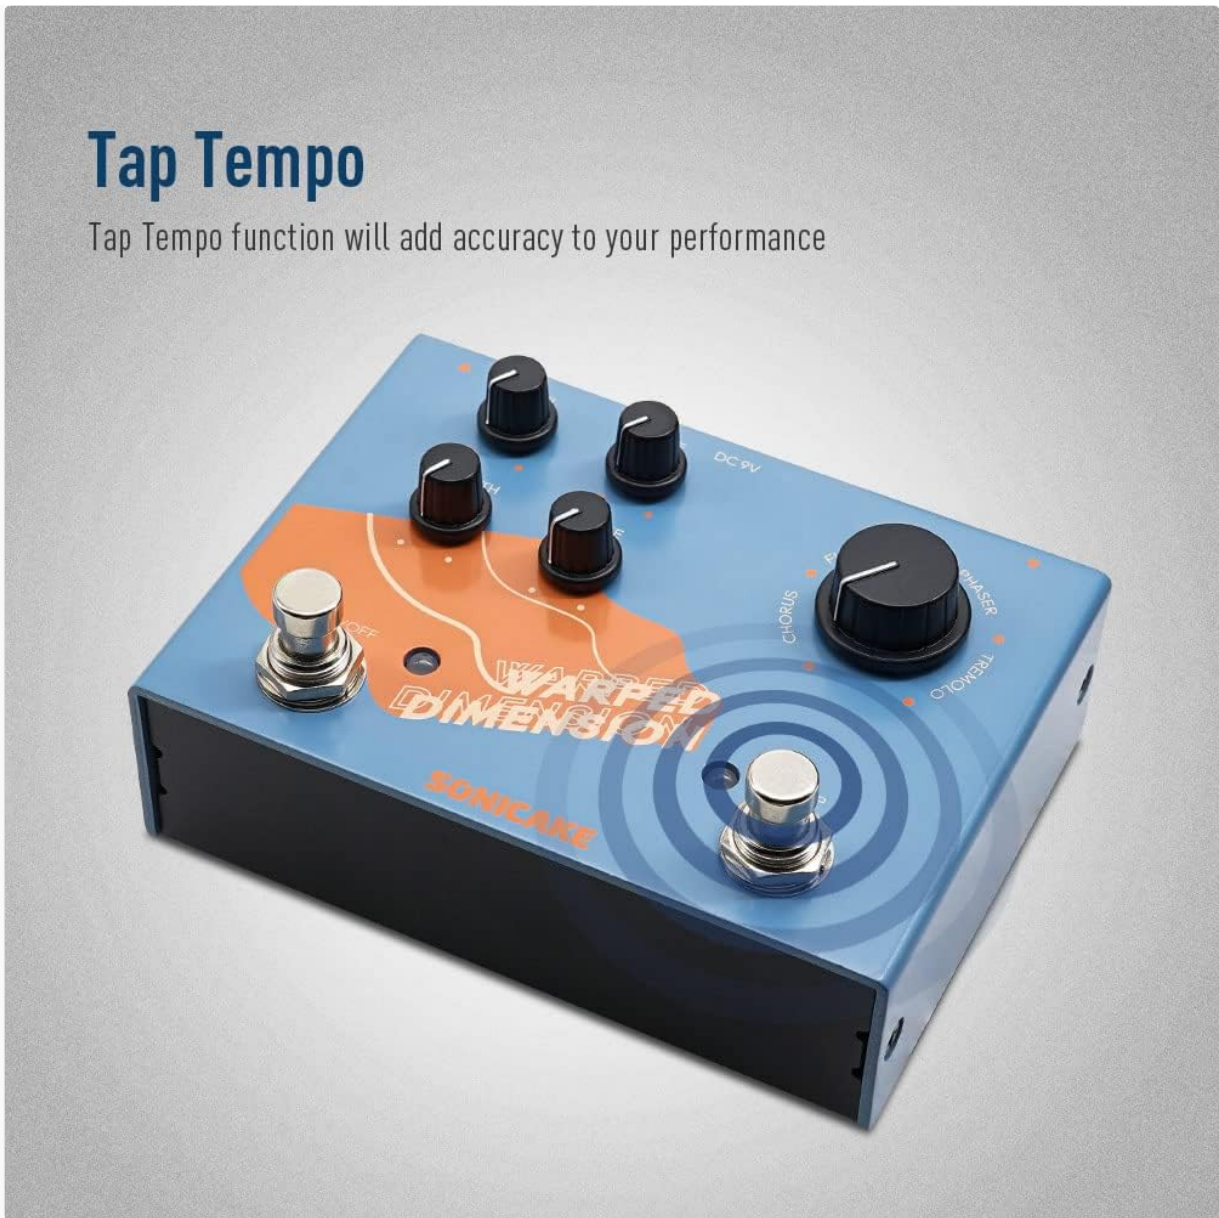 Tap Tempo
Tap Tempo function will add accuracy to your performance
DC 9V
CHORUS
PHASER
TREMOLO
OFF
WARPED
DIMENSION
SONICAKE